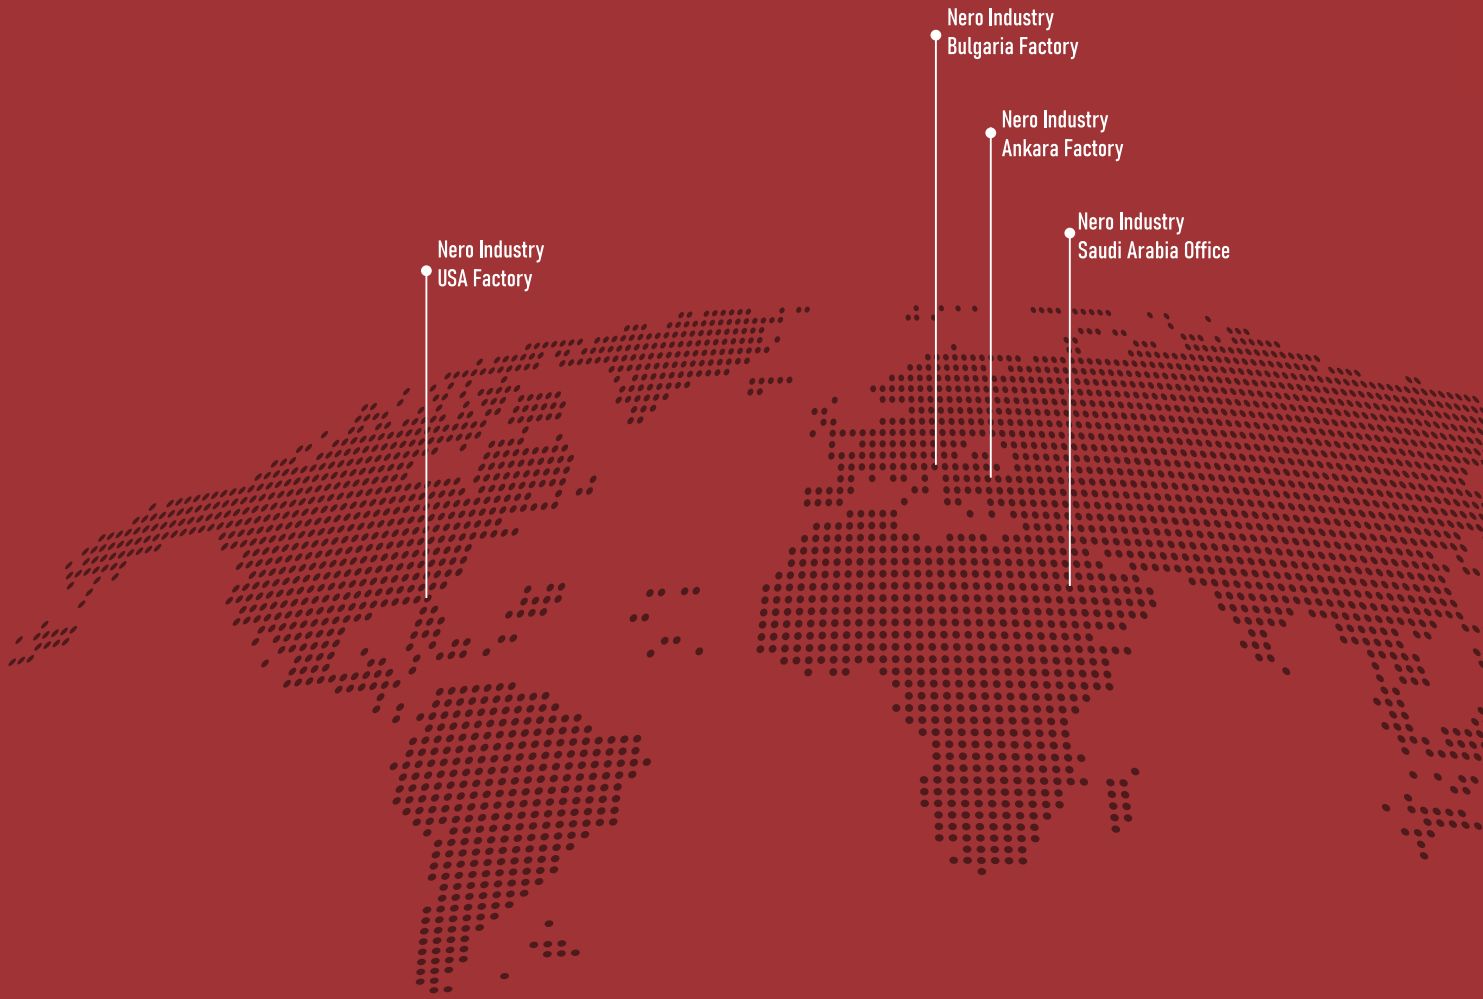 Nero Industry
Bulgaria Factory
Nero Industry
Ankara Factory
Nero Industry
Saudi Arabia Office
Nero Industry
USA Factory